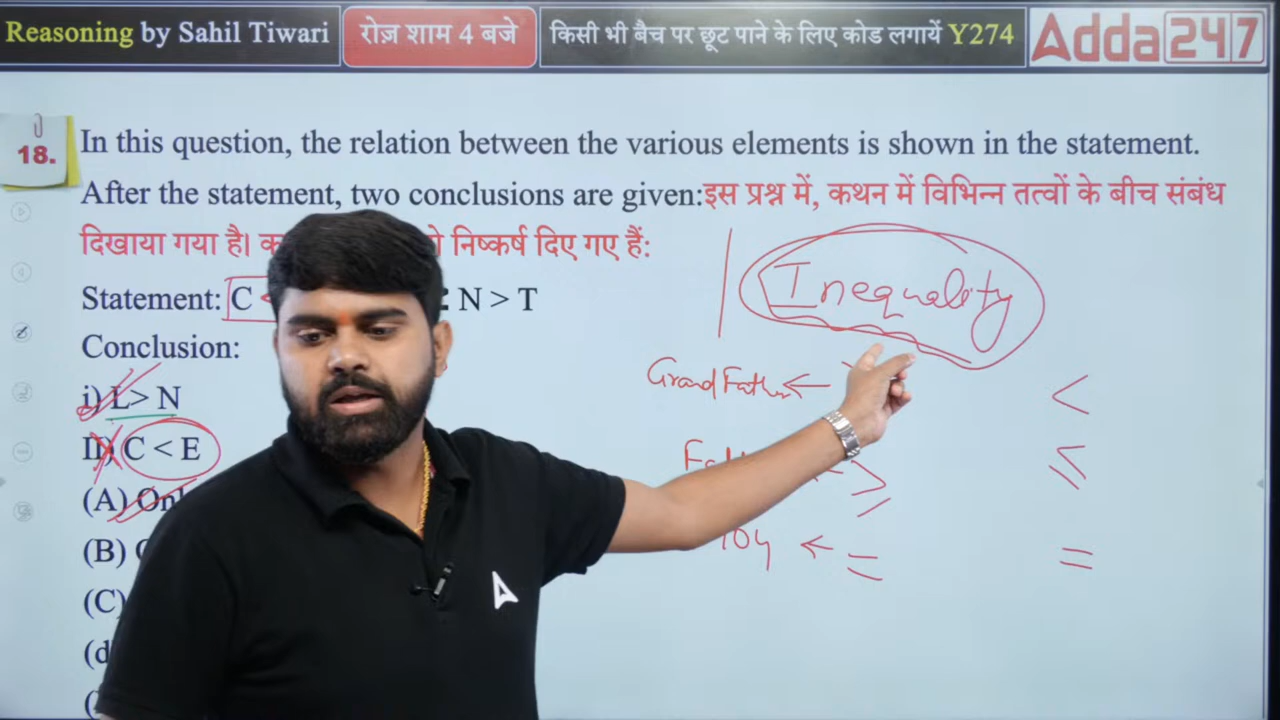 Reasoning by Sahil Tiwari
रोज़ शाम 4 बजे
किसी भी बैच पर छूट पाने के लिए कोड लगायें Y274
Adda247
18.
In this question, the relation between the various elements is shown in the statement.
After the statement, two conclusions are given:इस प्रश्न में, कथन में विभिन्न तत्वों के बीच संबंध
दिखाया गया है। निष्कर्ष दिए गए हैं:
Statement: C N > T
Conclusion:
i) L> N
II) C < E
(A)
(B)
(C)
(d
Inequality
Grand Father ← <
≤
← = =